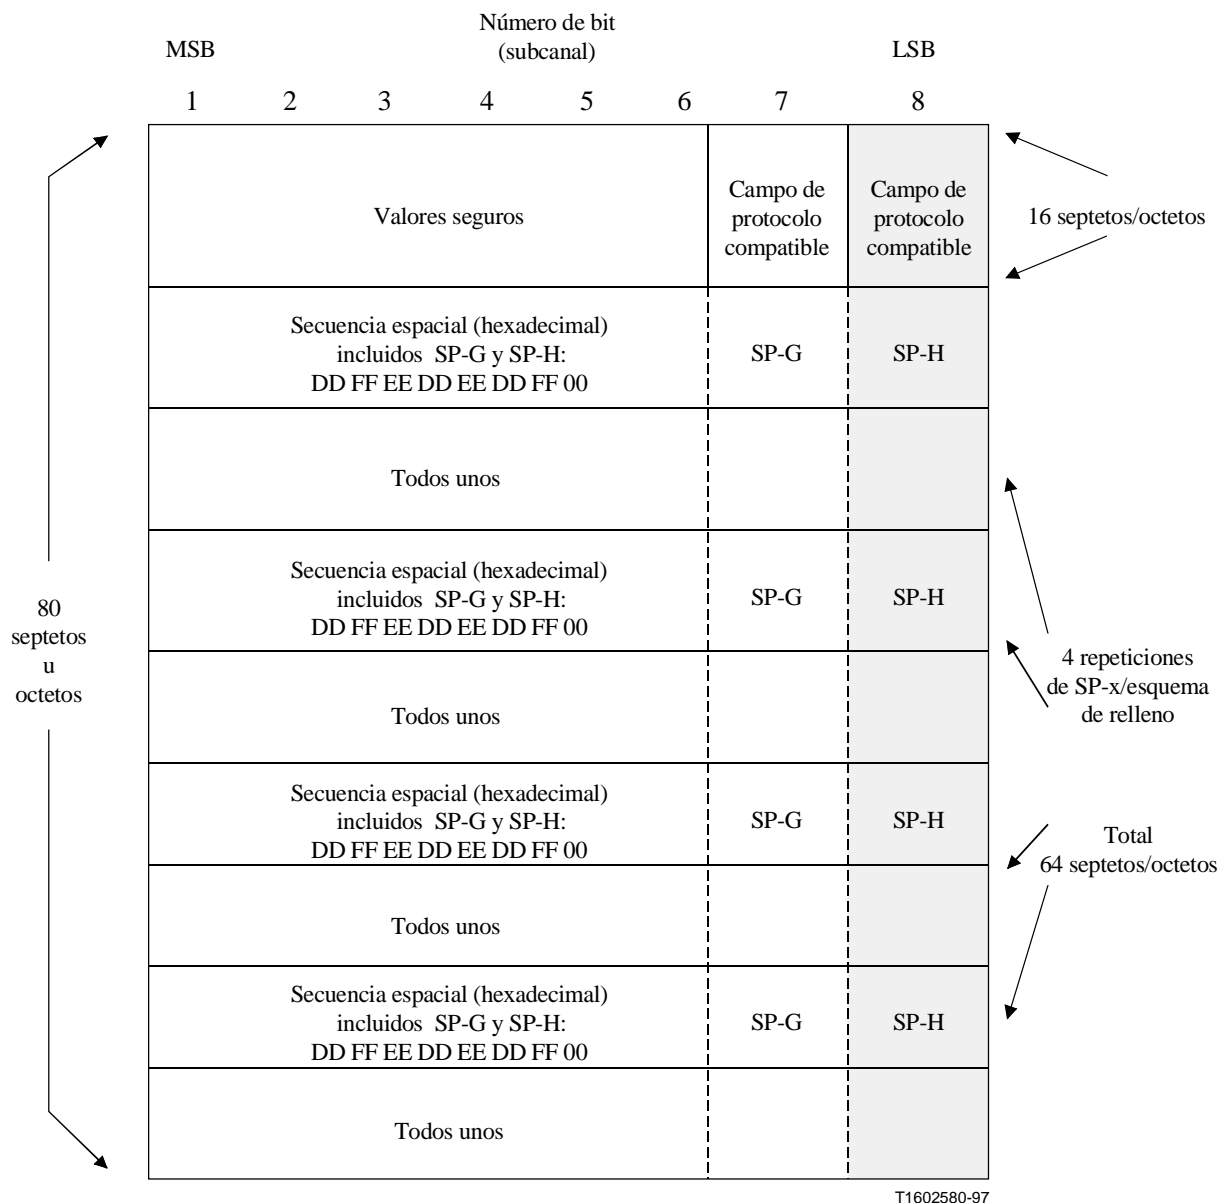 Número de bit
(subcanal)
MSB
LSB
1 2 3 4 5 6 7 8
Valores seguros
Campo de
protocolo
compatible
Campo de
protocolo
compatible
16 septetos/octetos
Secuencia espacial (hexadecimal)
incluidos SP-G y SP-H:
DD FF EE DD EE DD FF 00
SP-G
SP-H
Todos unos
Secuencia espacial (hexadecimal)
incluidos SP-G y SP-H:
DD FF EE DD EE DD FF 00
SP-G
SP-H
80
septetos
u
octetos
4 repeticiones
de SP-x/esquema
de relleno
Todos unos
Secuencia espacial (hexadecimal)
incluidos SP-G y SP-H:
DD FF EE DD EE DD FF 00
SP-G
SP-H
Total
64 septetos/octetos
Todos unos
Secuencia espacial (hexadecimal)
incluidos SP-G y SP-H:
DD FF EE DD EE DD FF 00
SP-G
SP-H
Todos unos
T1602580-97